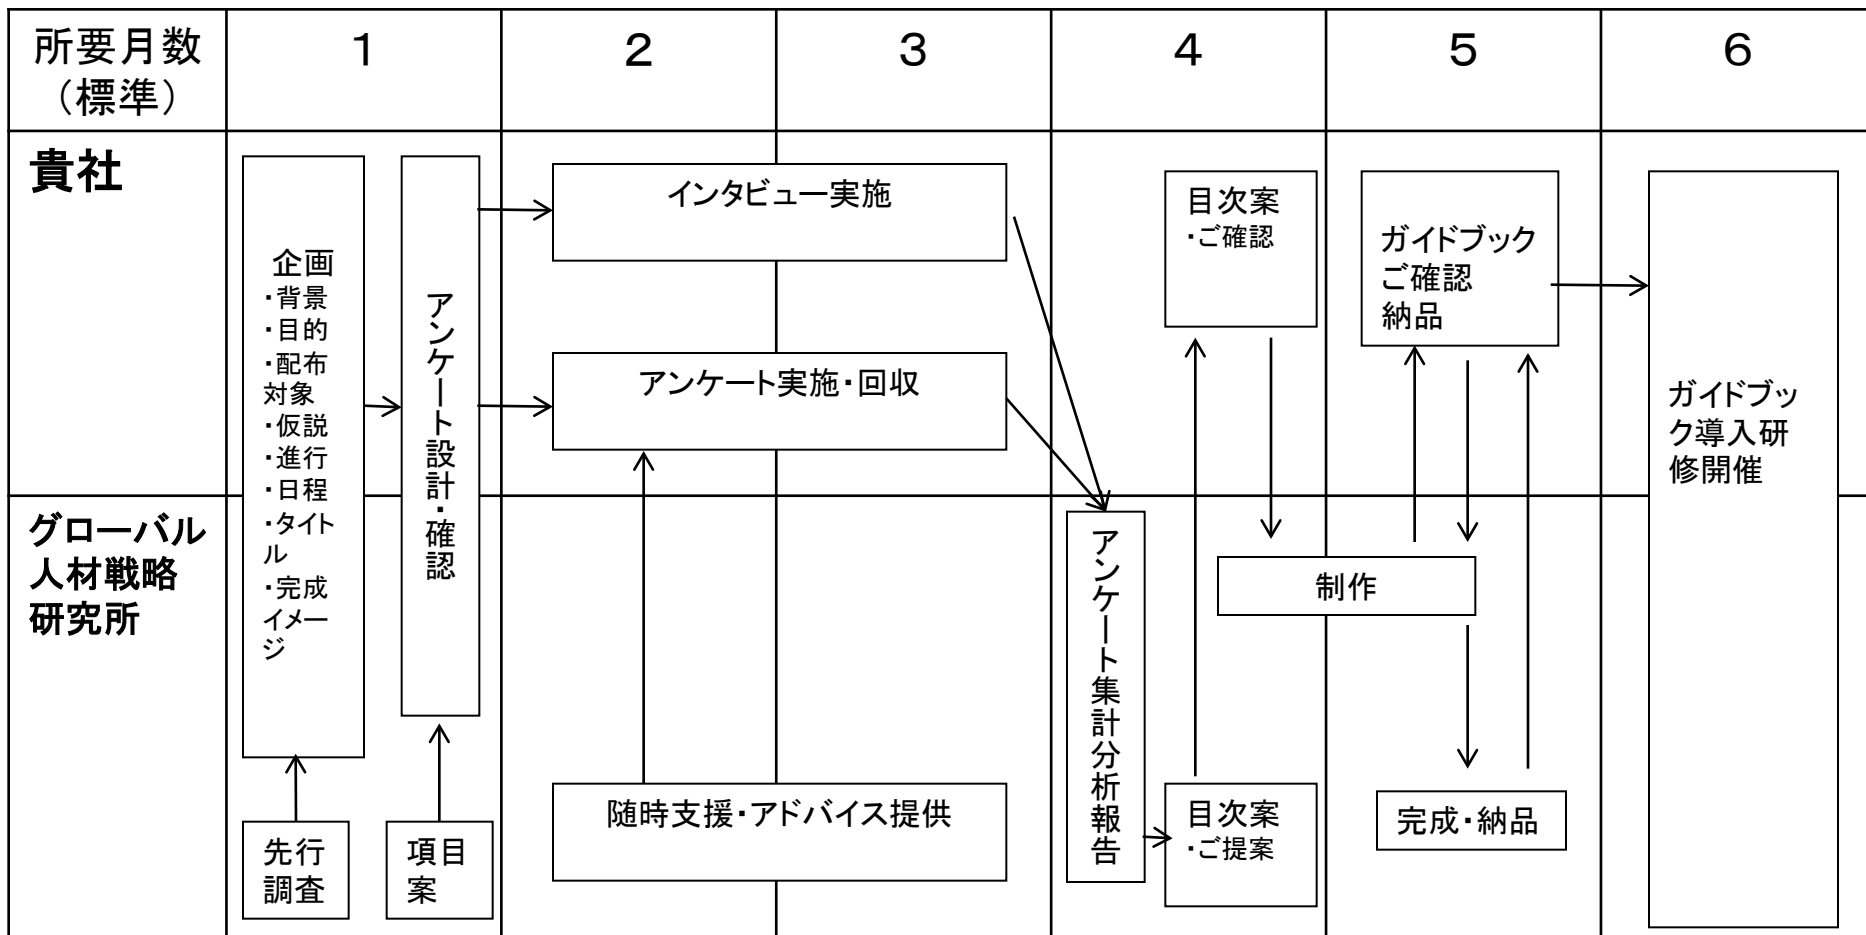 所要月数
（標準）
１
２
３
４
５
６
貴社
企画
・背景
・目的
・配布
対象
・仮説
・進行
・日程
・タイト
ル
・完成
イメー
ジ
アンケート設計・確認
インタビュー実施
アンケート実施・回収
目次案
・ご確認
ガイドブック
ご確認
納品
ガイドブッ
ク導入研
修開催
グローバル
人材戦略
研究所
先行
調査
項目
案
随時支援・アドバイス提供
アンケート集計分析報告
目次案
・ご提案
制作
完成・納品